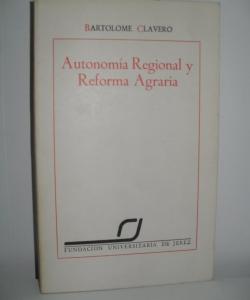 BARTOLOME CLAVERO
Autonomía Regional y
Reforma Agraria
FUNDACION UNIVERSITARIA DE JEREZ